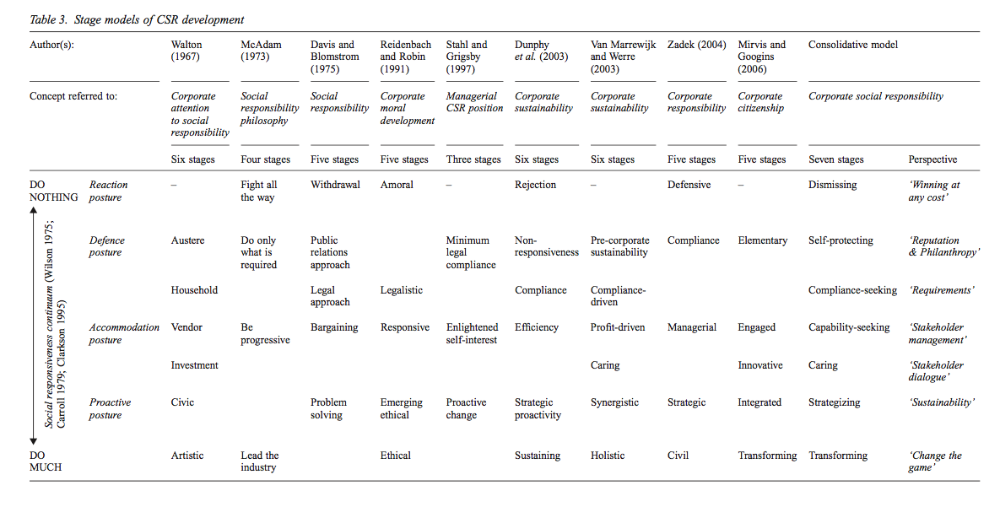 Table 3. Stage models of CSR development
Author(s): Walton (1967) McAdam (1973) Davis and Blomstrom (1975) Reidenbach and Robin (1991) Stahl and Grigsby (1997) Dunphy et al. (2003) Van Marrewijk and Werre (2003) Zadek (2004) Mirvis and Googins (2006) Consolidative model
Concept referred to: Corporate attention to social responsibility Social responsibility philosophy Social responsibility Corporate moral development Managerial CSR position Corporate sustainability Corporate sustainability Corporate responsibility Corporate citizenship Corporate social responsibility
Six stages Four stages Five stages Five stages Three stages Six stages Six stages Five stages Five stages Seven stages Perspective
DO NOTHING Reaction posture – Fight all the way Withdrawal Amoral – Rejection – Defensive – Dismissing ‘Winning at any cost’
Social responsiveness continuum (Wilson 1975; Carroll 1979; Clarkson 1995)
Defence posture Austere Do only what is required Public relations approach Minimum legal compliance Non-responsiveness Pre-corporate sustainability Compliance Elementary Self-protecting ‘Reputation & Philanthropy’
Household Legal approach Legalistic Compliance Compliance-driven Compliance-seeking ‘Requirements’
Accommodation posture Vendor Be progressive Bargaining Responsive Enlightened self-interest Efficiency Profit-driven Managerial Engaged Capability-seeking ‘Stakeholder management’
Investment Caring Innovative Caring ‘Stakeholder dialogue’
Proactive posture Civic Problem solving Emerging ethical Proactive change Strategic proactivity Synergistic Strategic Integrated Strategizing ‘Sustainability’
DO MUCH Artistic Lead the industry Ethical Sustaining Holistic Civil Transforming Transforming ‘Change the game’